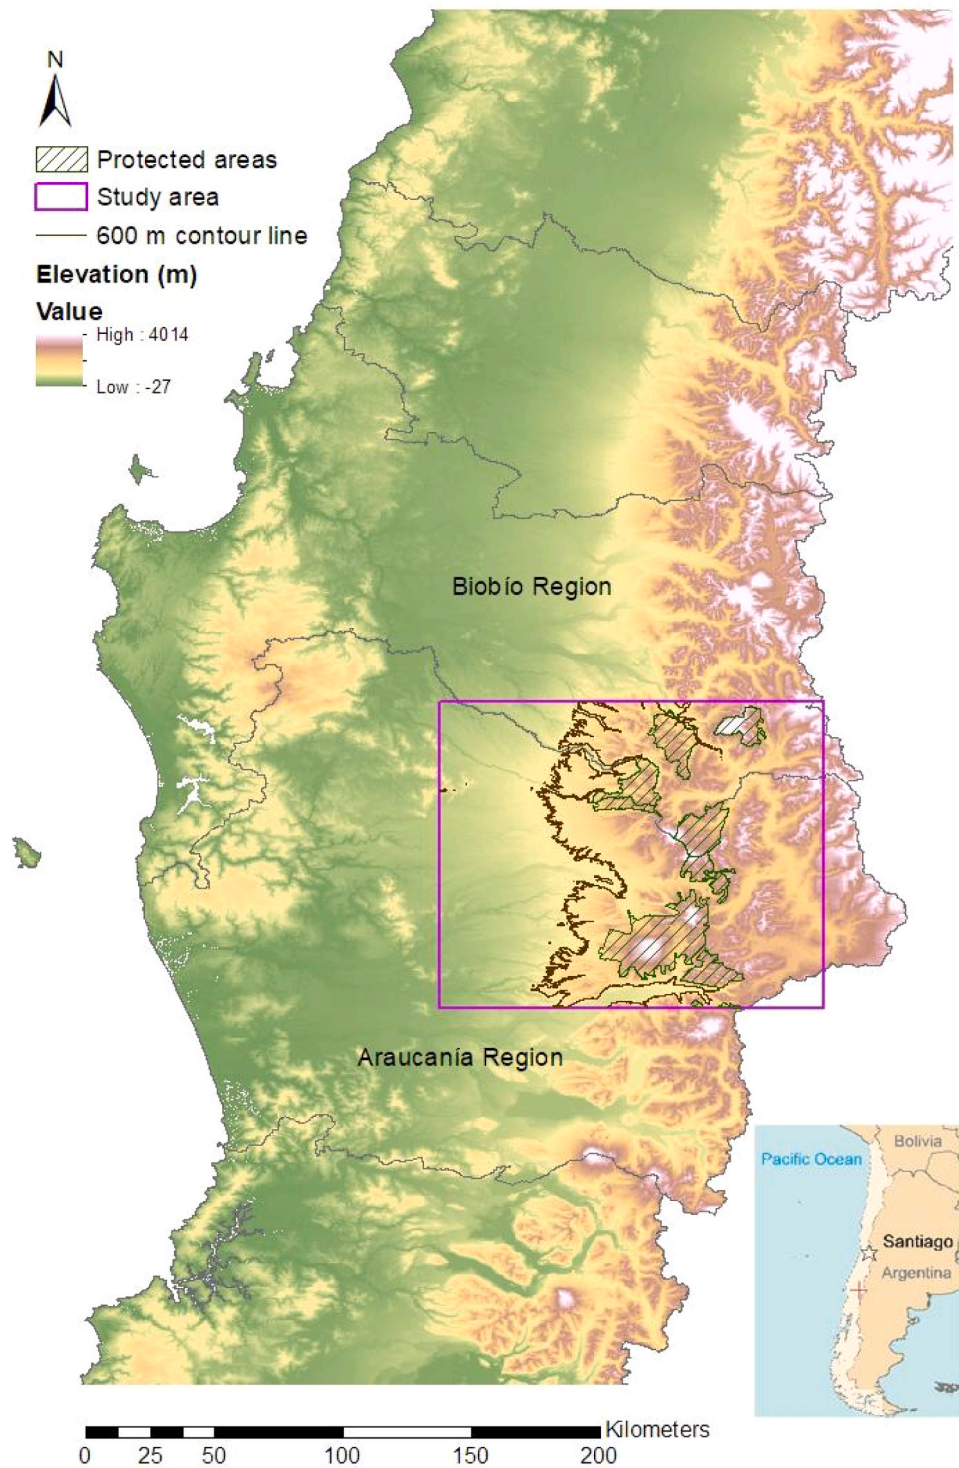 N
Protected areas
Study area
600 m contour line
Elevation (m)
Value
High : 4014
Low : -27
Biobío Region
Araucanía Region
Bolivia
Pacific Ocean
Santiago
Argentina
Kilometers
0 25 50 100 150 200